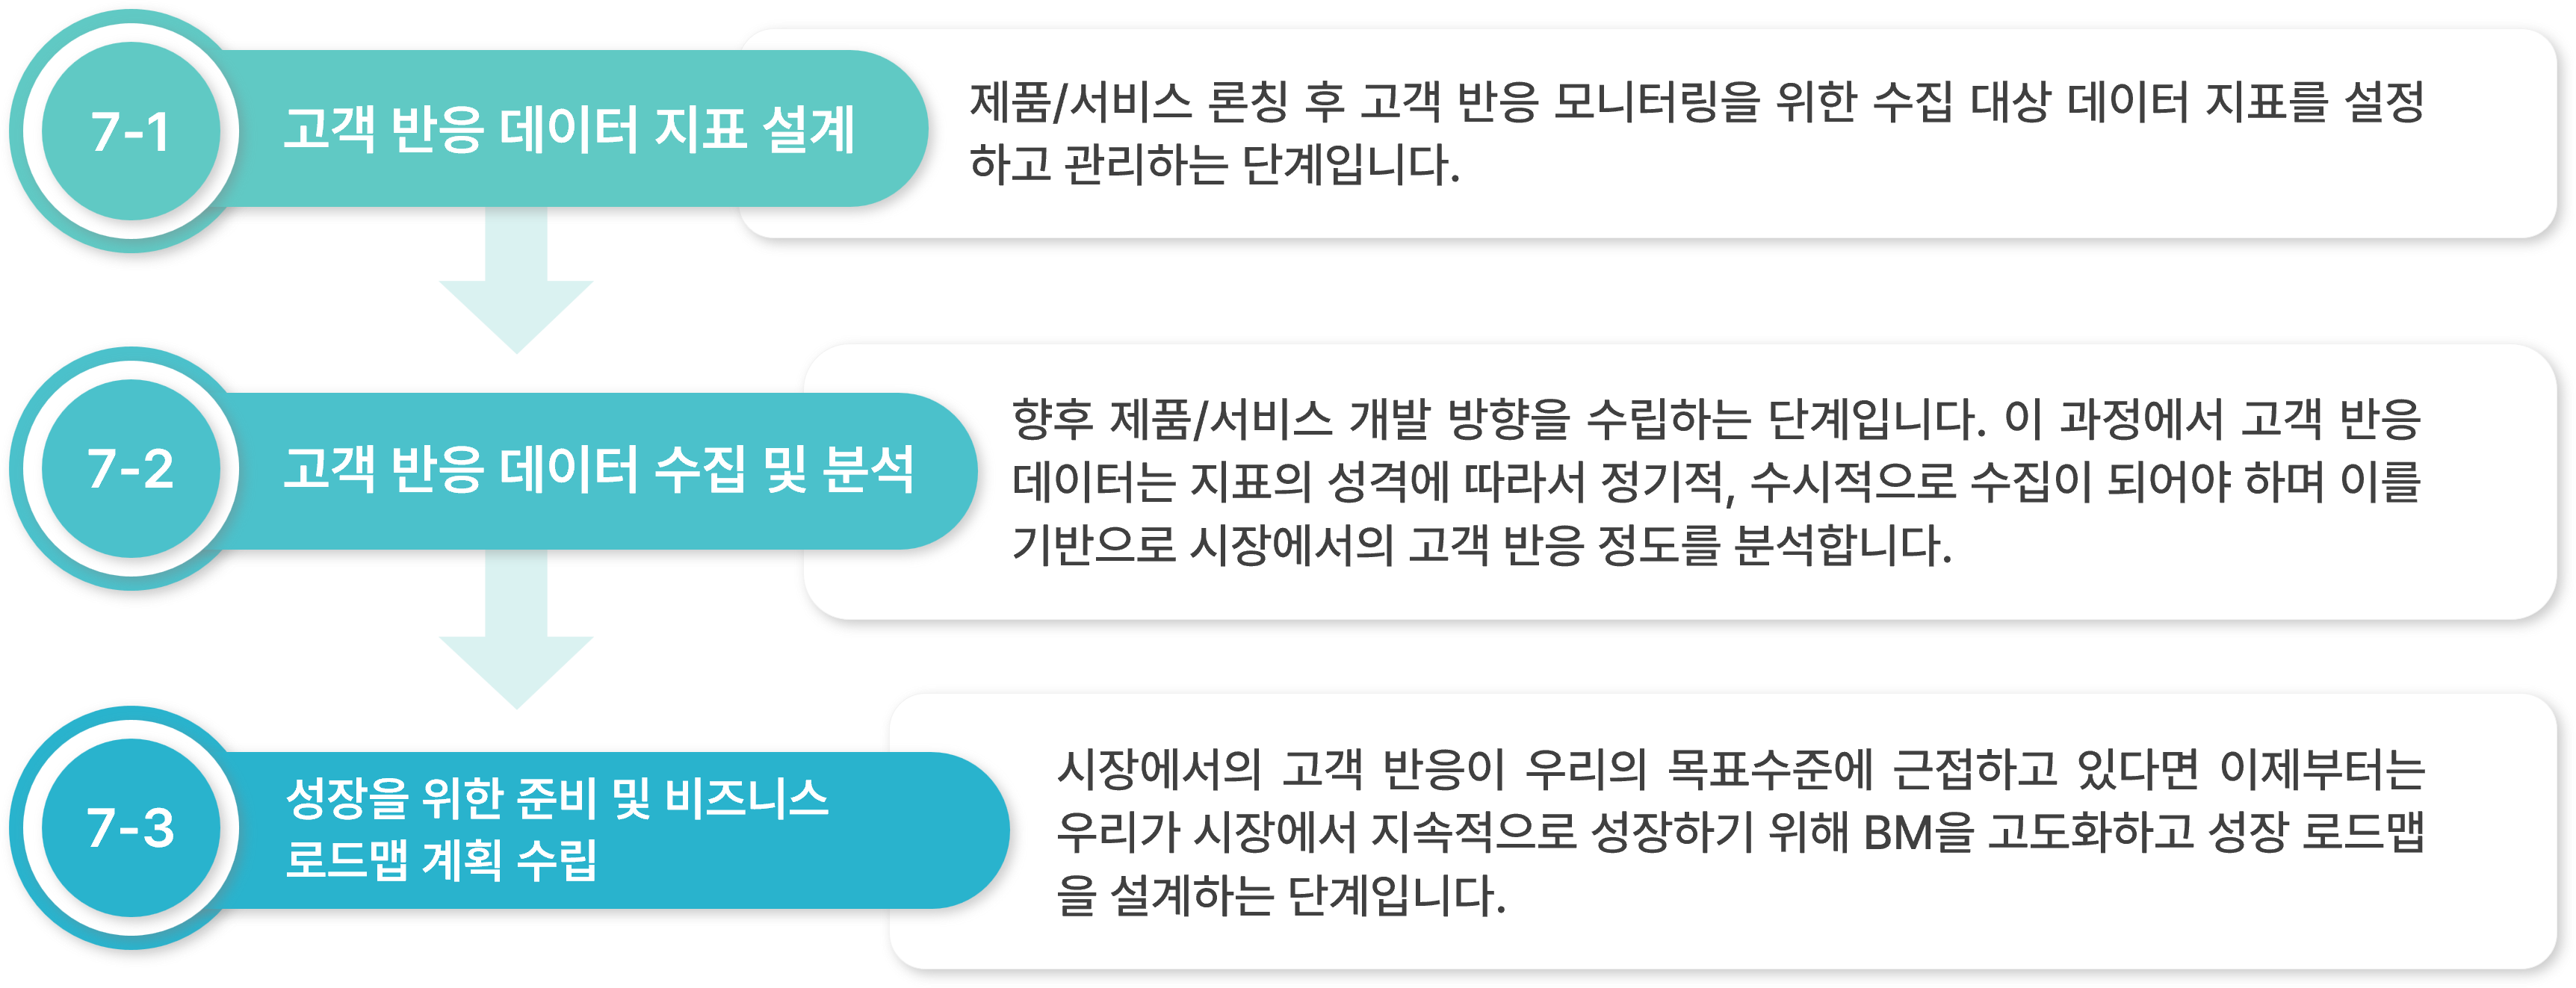 7-1
고객 반응 데이터 지표 설계
제품/서비스 론칭 후 고객 반응 모니터링을 위한 수집 대상 데이터 지표를 설정
하고 관리하는 단계입니다.
7-2
고객 반응 데이터 수집 및 분석
향후 제품/서비스 개발 방향을 수립하는 단계입니다. 이 과정에서 고객 반응
데이터는 지표의 성격에 따라서 정기적, 수시적으로 수집이 되어야 하며 이를
기반으로 시장에서의 고객 반응 정도를 분석합니다.
7-3
성장을 위한 준비 및 비즈니스
로드맵 계획 수립
시장에서의 고객 반응이 우리의 목표수준에 근접하고 있다면 이제부터는
우리가 시장에서 지속적으로 성장하기 위해 BM을 고도화하고 성장 로드맵
을 설계하는 단계입니다.